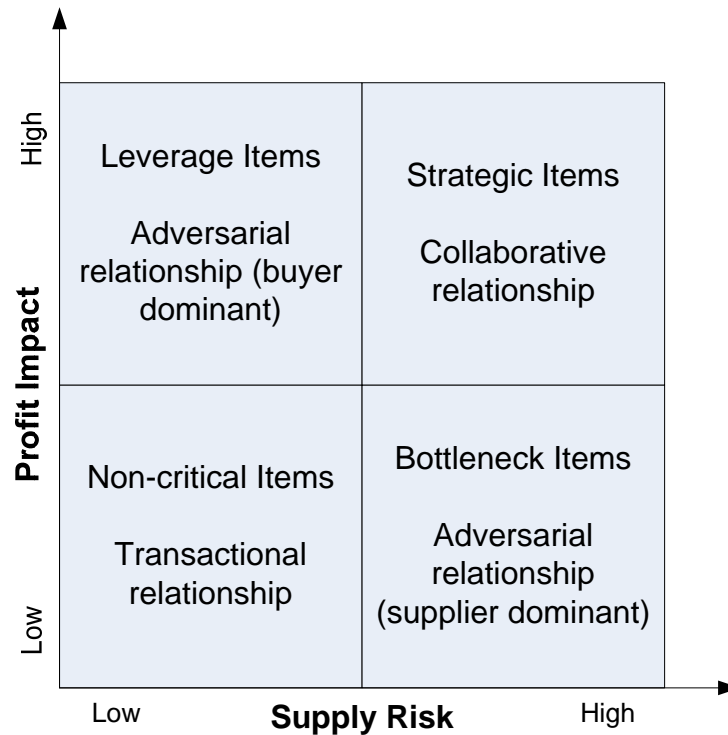 High
Leverage Items
Adversarial
relationship (buyer
dominant)
Strategic Items
Collaborative
relationship
Profit Impact
Non-critical Items
Transactional
relationship
Bottleneck Items
Adversarial
relationship
(supplier dominant)
Low
Low
Supply Risk
High